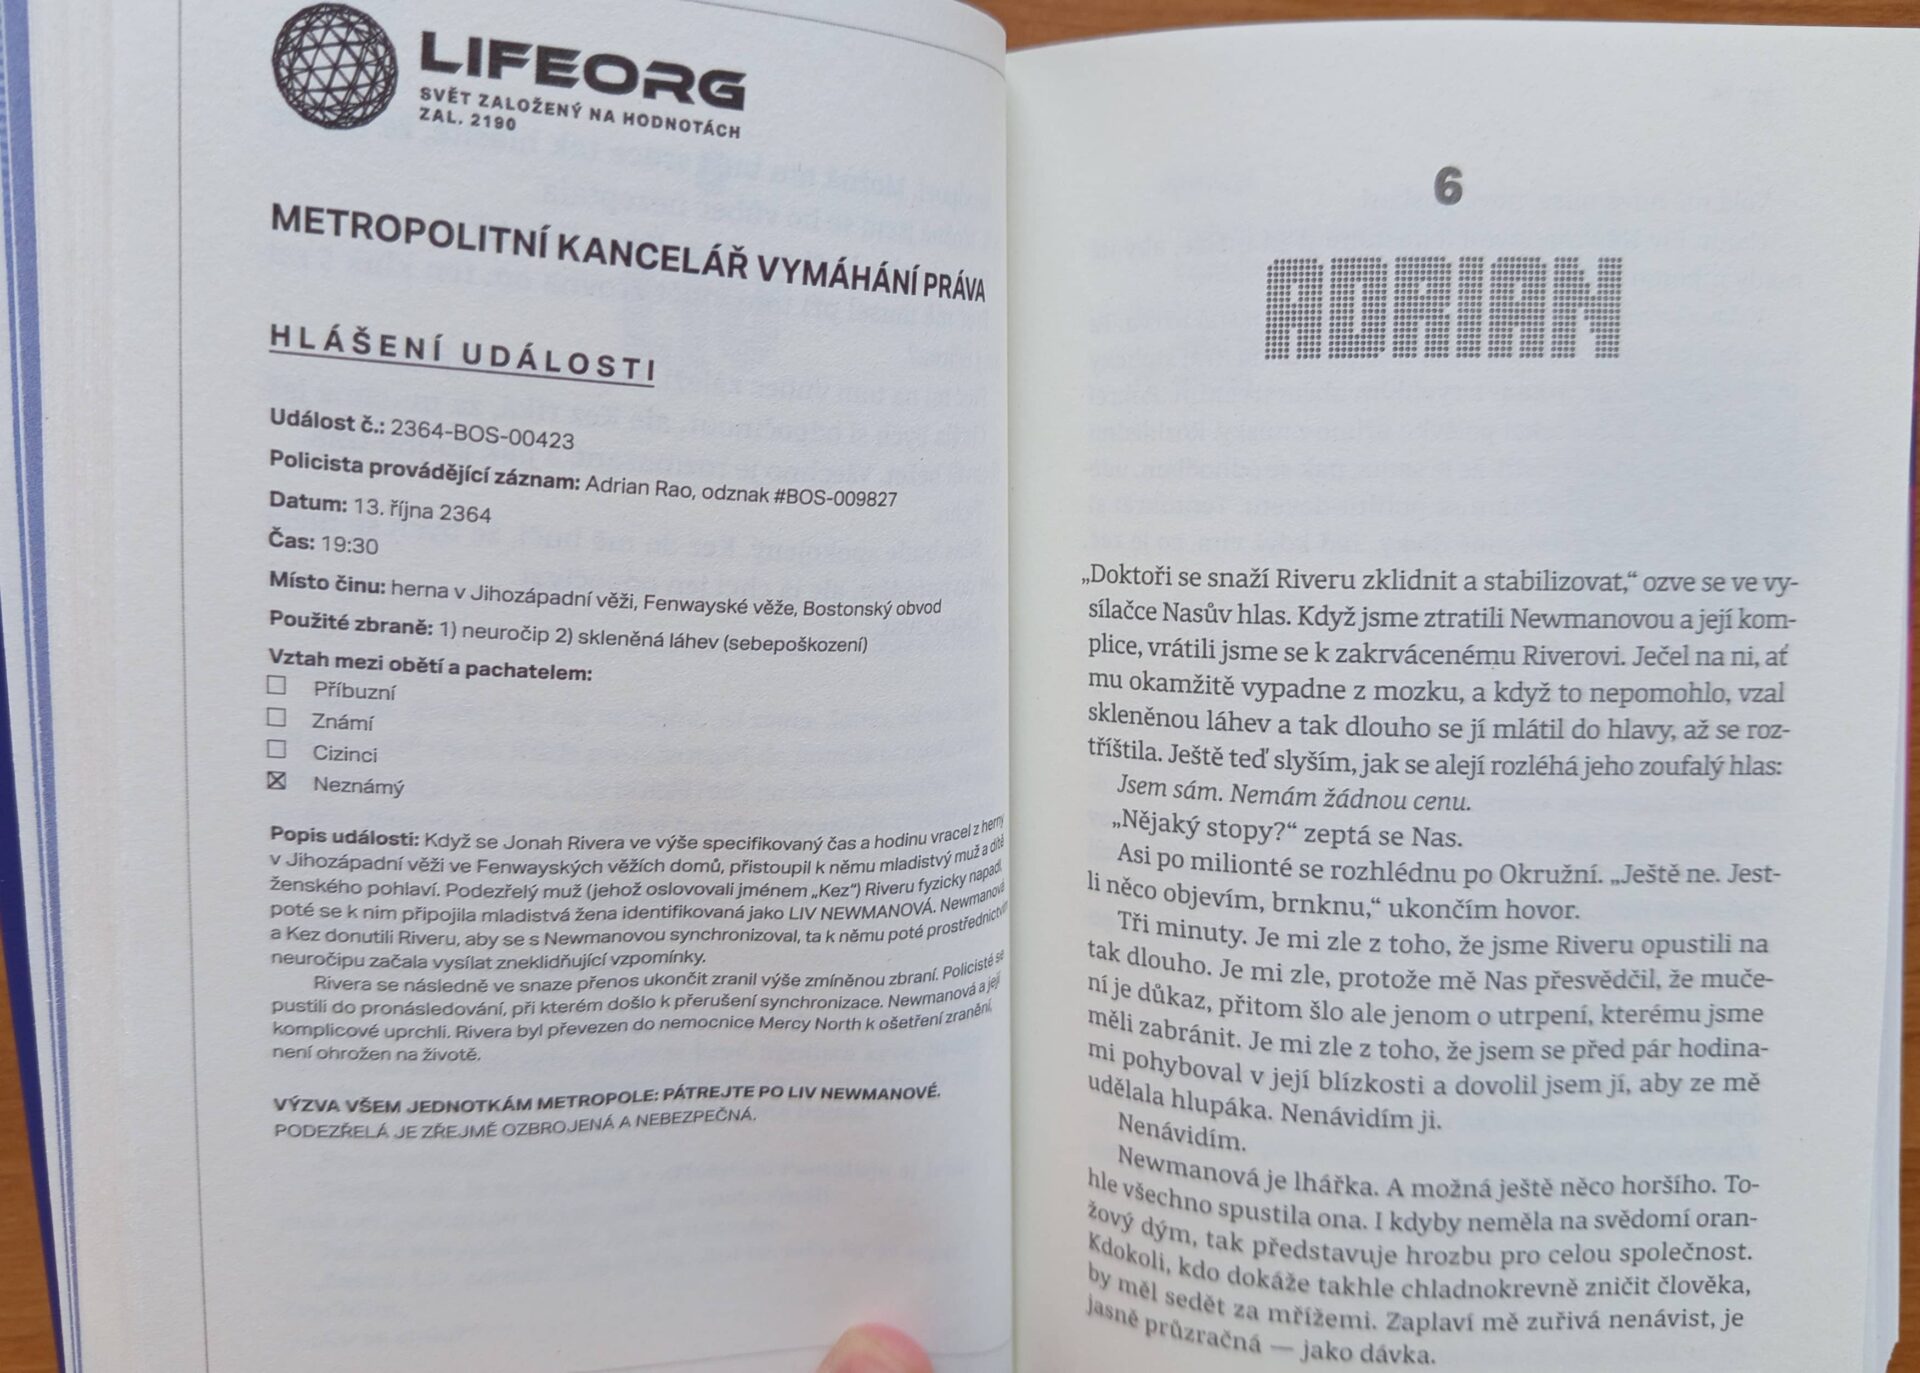 LIFEORG
SVĚT ZALOŽENÝ NA HODNOTÁCH
ZAL. 2190
METROPOLITNÍ KANCELÁŘ VYMÁHÁNÍ PRÁVA
HLÁŠENÍ UDÁLOSTI
Událost č.: 2364-BOS-00423
Policista provádějící záznam: Adrian Rao, odznak #BOS-009827
Datum: 13. října 2364
Čas: 19:30
Místo činu: herna v Jihozápadní věži, Fenwayské věže, Bostonský obvod
Použité zbraně: 1) neuročip 2) skleněná láhev (sebepoškození)
Vztah mezi obětí a pachatelem:
☐ Příbuzní
☐ Známí
☐ Cizinci
☒ Neznámý
Popis události: Když se Jonah Rivera ve výše specifikovaný čas a hodinu vracel z herny
v Jihozápadní věži ve Fenwayských věžích domů, přistoupil k němu mladistvý muž a dítě
ženského pohlaví. Podezřelý muž (jehož oslovovali jménem „Kez“) Riveru fyzicky napadl,
poté se k nim připojila mladistvá žena identifikovaná jako LIV NEWMANOVÁ. Newmanová
a Kez donutili Riveru, aby se s Newmanovou synchronizoval, ta k němu poté prostřednictvím
neuročipu začala vysílat zneklidňující vzpomínky.
Rivera se následně ve snaze přenos ukončit zranil výše zmíněnou zbraní. Policisté se
pustili do pronásledování, při kterém došlo k přerušení synchronizace. Newmanová a její
komplicové uprchli. Rivera byl převezen do nemocnice Mercy North k ošetření zranění,
není ohrožen na životě.
VÝZVA VŠEM JEDNOTKÁM METROPOLE: PÁTREJTE PO LIV NEWMANOVÉ.
PODEZŘELÁ JE ZŘEJMĚ OZBROJENÁ A NEBEZPEČNÁ.
6
ADRIAN
„Doktoři se snaží Riveru zklidnit a stabilizovat,“ ozve se ve vy-
sílačce Nasův hlas. Když jsme ztratili Newmanovou a její kom-
plice, vrátili jsme se k zakrvácenému Riverovi. Ječel na ni, ať
mu okamžitě vypadne z mozku, a když to nepomohlo, vzal
skleněnou láhev a tak dlouho se jí mlátil do hlavy, až se roz-
tříštila. Ještě teď slyším, jak se alejí rozléhá jeho zoufalý hlas:
Jsem sám. Nemám žádnou cenu.
„Nějaký stopy?“ zeptá se Nas.
Asi po milionté se rozhlédnu po Okružní. „Ještě ne. Jest-
li něco objevím, brnknu,“ ukončím hovor.
Tři minuty. Je mi zle z toho, že jsme Riveru opustili na
tak dlouho. Je mi zle, protože mě Nas přesvědčil, že muče-
ní je důkaz, přitom šlo ale jenom o utrpení, kterému jsme
měli zabránit. Je mi zle z toho, že jsem se před pár hodina-
mi pohyboval v její blízkosti a dovolil jsem jí, aby ze mě
udělala hlupáka. Nenávidím ji.
Nenávidím.
Newmanová je lhářka. A možná ještě něco horšího. To-
hle všechno spustila ona. I kdyby neměla na svědomí oran-
žový dým, tak představuje hrozbu pro celou společnost.
Kdokoli, kdo dokáže takhle chladnokrevně zničit člověka,
by měl sedět za mřížemi. Zaplaví mě zuřivá nenávist, je
jasně průzračná — jako dávka.